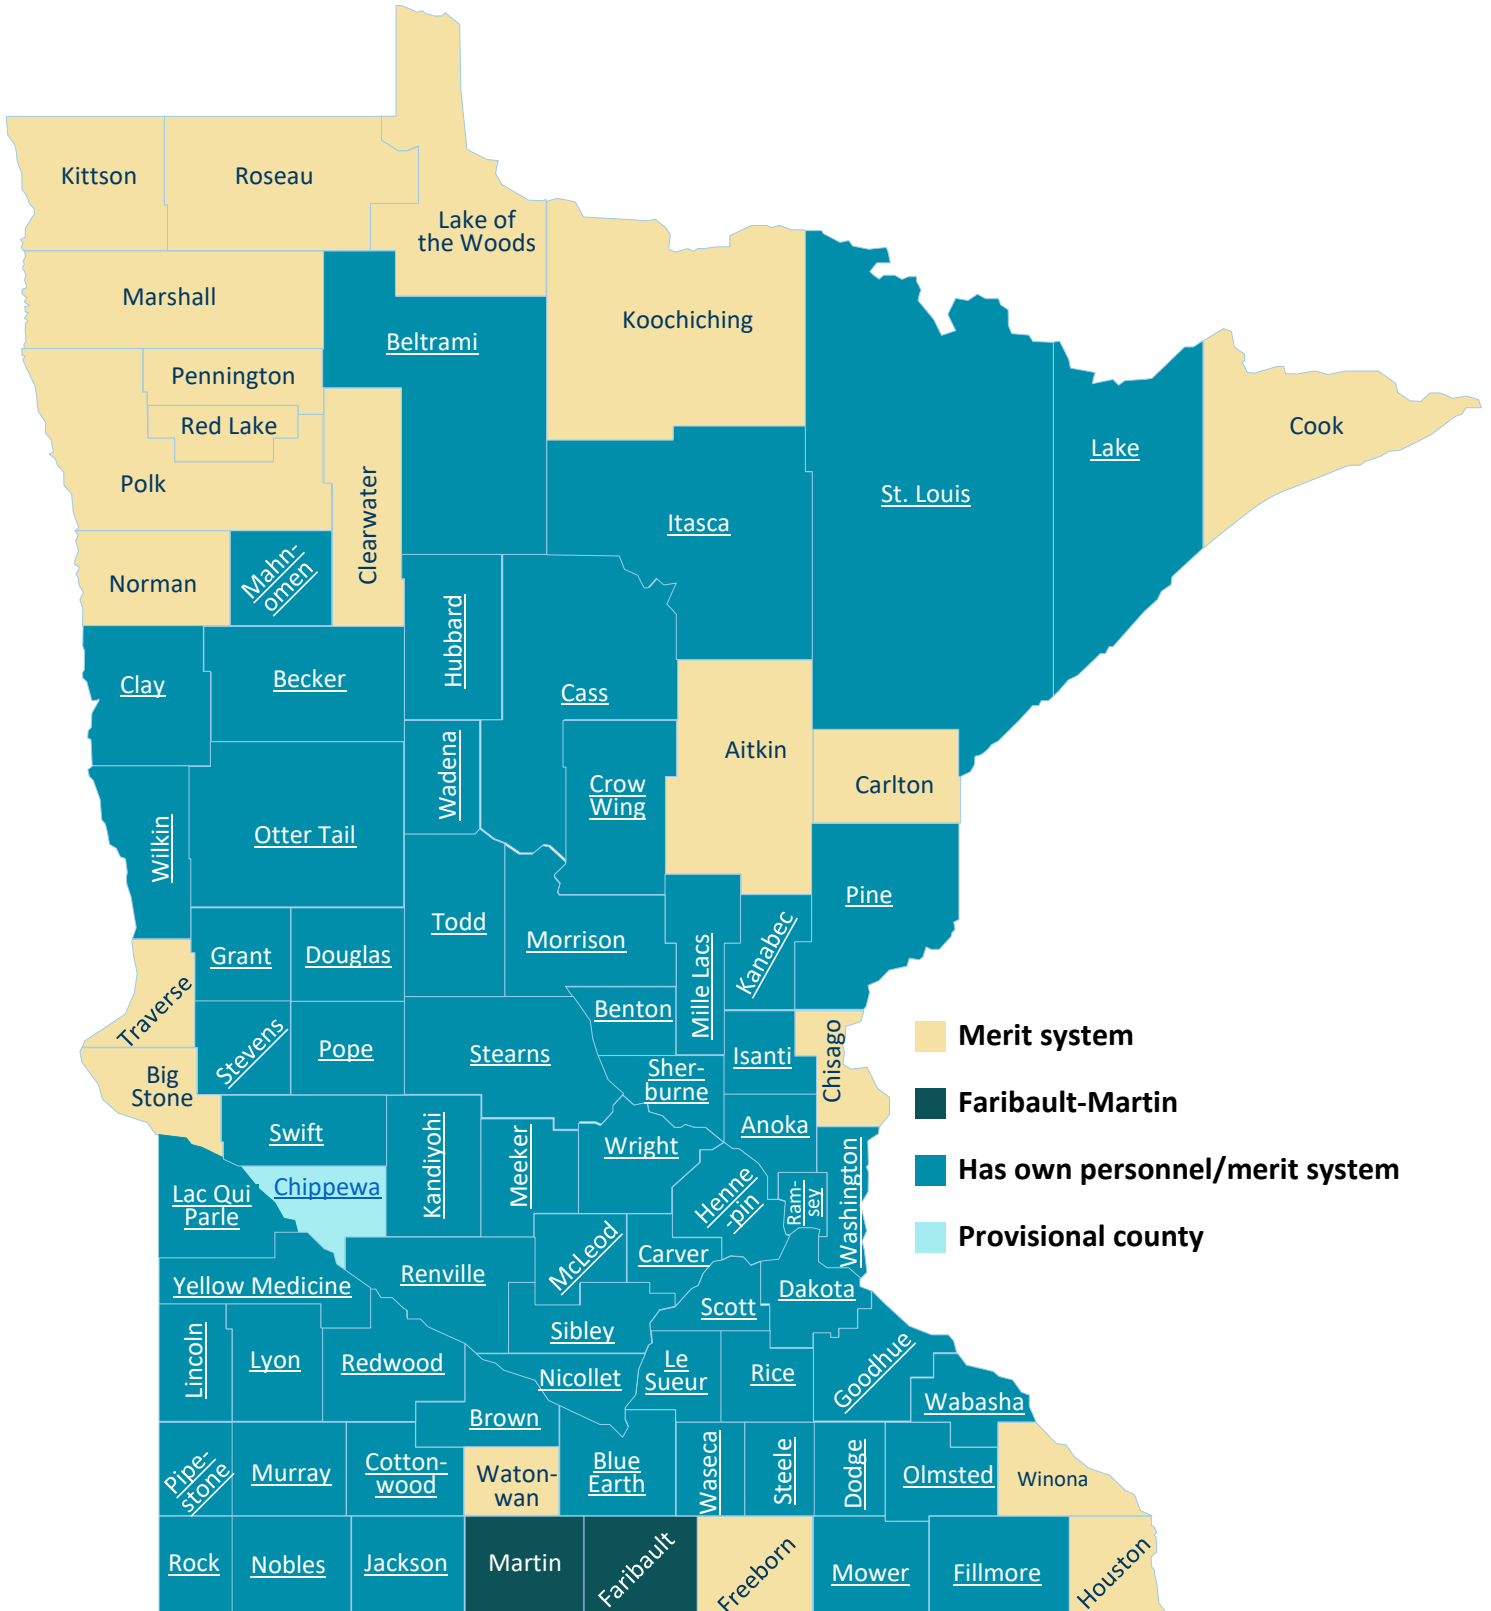 Kittson
Roseau
Lake of
the Woods
Marshall
Koochiching
Beltrami
Pennington
Red Lake
Cook
Lake
Polk
St. Louis
Clearwater
Itasca
Norman
Mahn-
omen
Hubbard
Clay
Becker
Cass
Aitkin
Wadena
Crow
Wing
Carlton
Wilkin
Otter Tail
Pine
Todd
Morrison
Grant
Douglas
Mille Lacs
Kanabec
Traverse
Benton
Stevens
Pope
Stearns
Isanti
Chisago
Merit system
Big
Stone
Sher-
burne
Faribault-Martin
Swift
Anoka
Kandiyohi
Meeker
Wright
Has own personnel/merit system
Chippewa
Lac Qui
Parle
Henne
-pin
Ram-
sey
Washington
Provisional county
McLeod
Carver
Renville
Yellow Medicine
Dakota
Scott
Sibley
Lincoln
Lyon
Redwood
Nicollet
Le
Sueur
Rice
Goodhue
Wabasha
Brown
Pipe-
stone
Murray
Cotton-
wood
Waton-
wan
Blue
Earth
Waseca
Steele
Dodge
Olmsted
Winona
Rock
Nobles
Jackson
Martin
Faribault
Freeborn
Mower
Fillmore
Houston